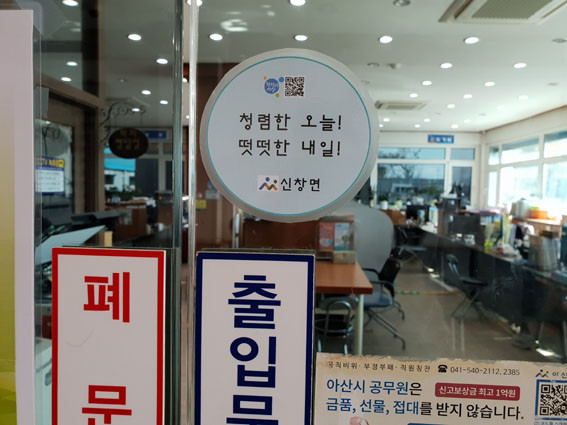 청렴한 오늘!
떳떳한 내일!
신창면
폐문
출입문
공직비위·부정부패·직원칭찬 041-540-2112, 2385
아산시 공무원은 신고보상금 최고 1억원
금품, 선물, 접대를 받지 않습니다.